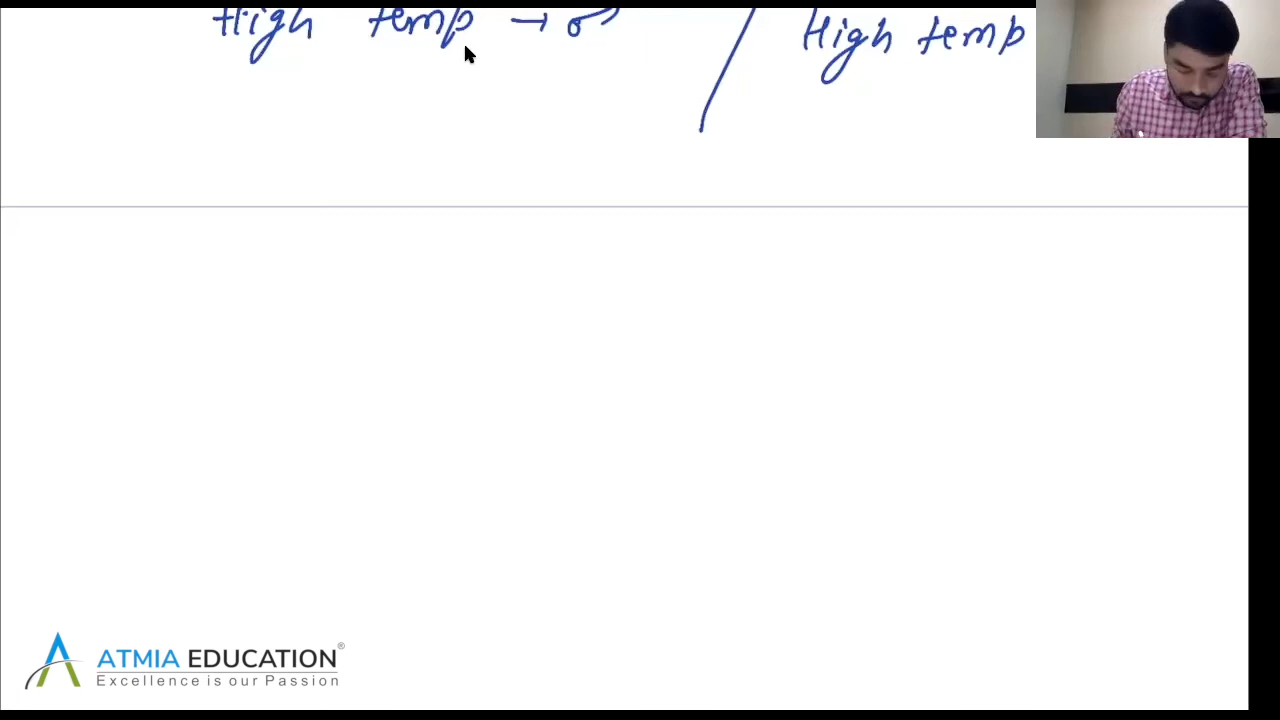 High temp → σ
High temp
ATMIA EDUCATION®
Excellence is our Passion